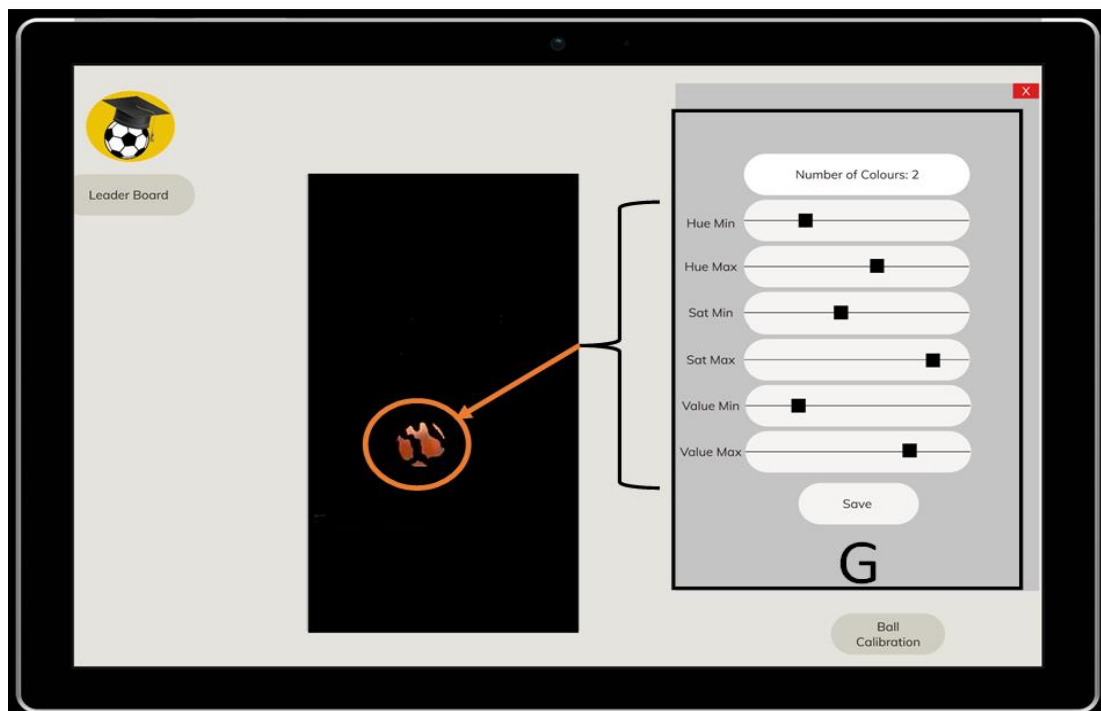 X
Leader Board
Number of Colours: 2
Hue Min
Hue Max
Sat Min
Sat Max
Value Min
Value Max
Save
G
Ball
Calibration